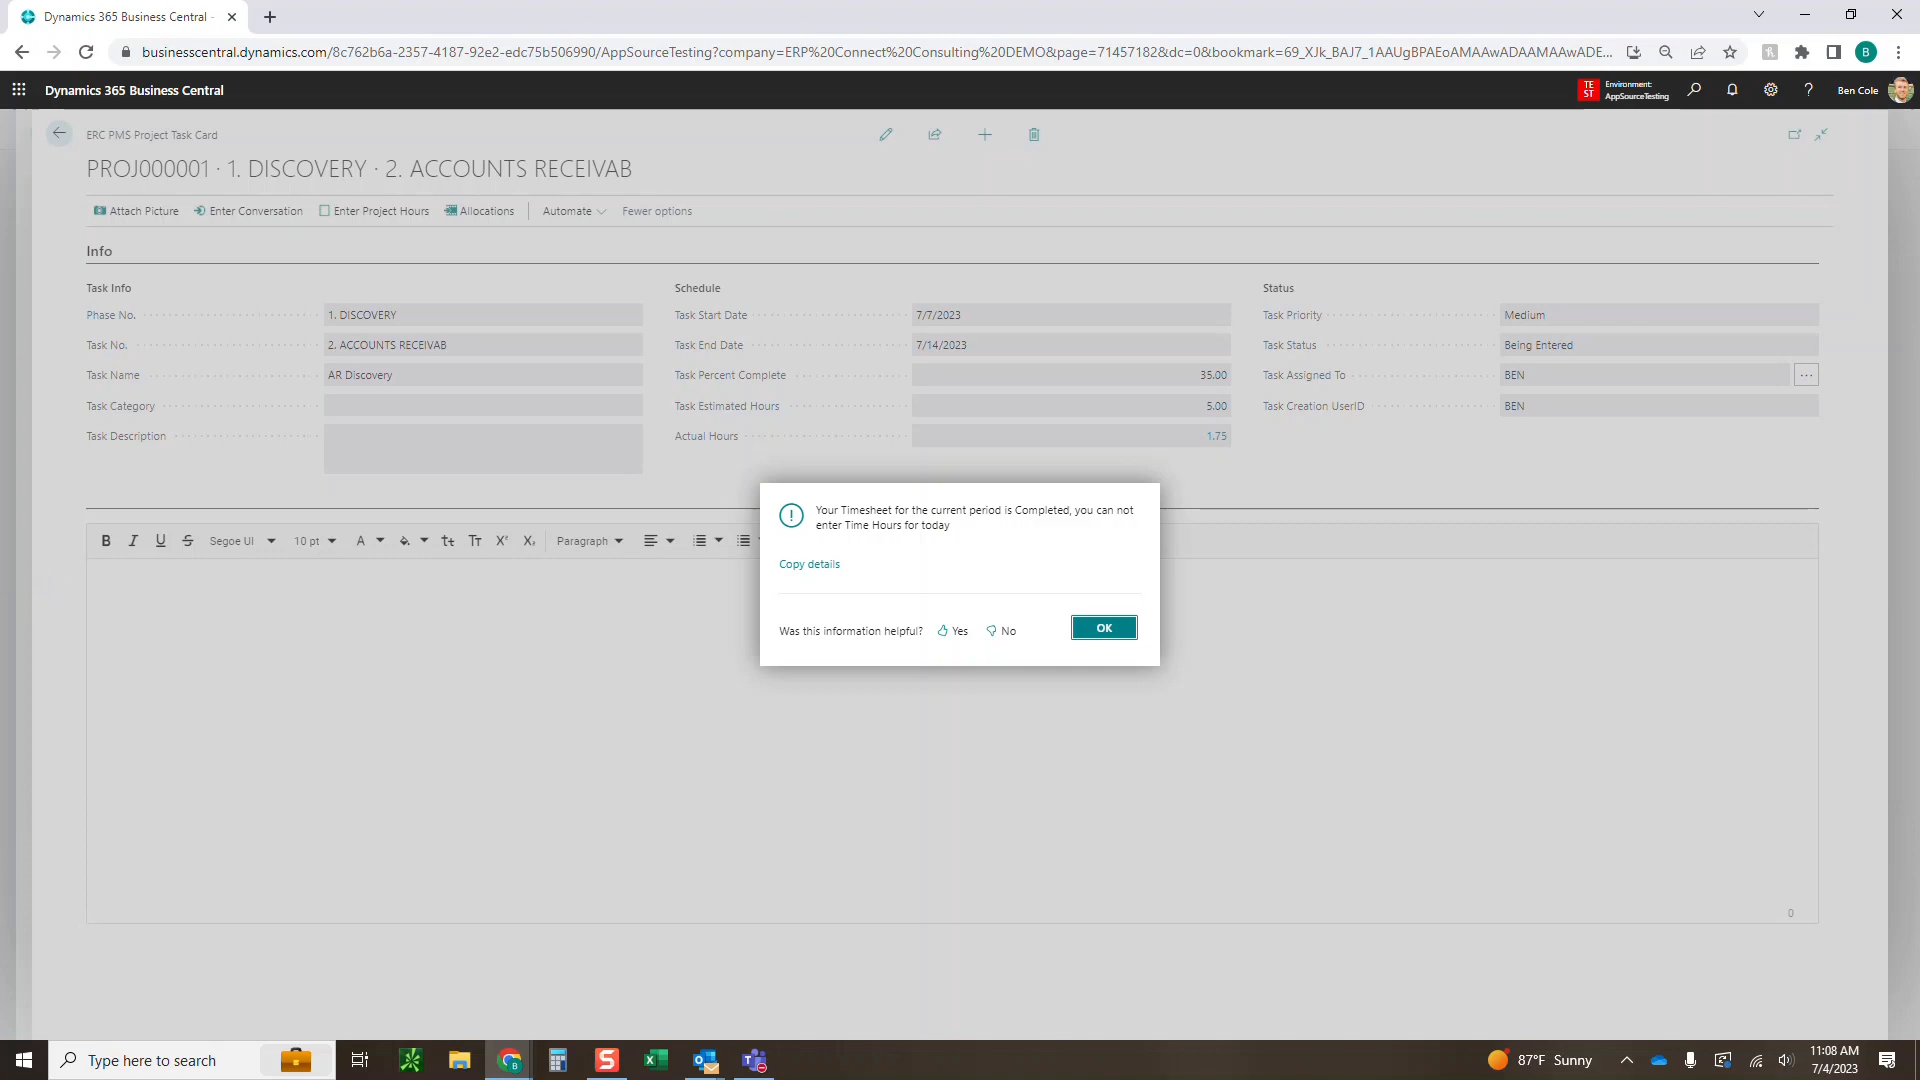 Dynamics 365 Business Central -
businesscentral.dynamics.com/8c762b6a-2357-4187-92e2-edc75b506990/AppSourceTesting?company=ERP%20Connect%20Consulting%20DEMO&page=71457182&dc=0&bookmark=69_XJk_BAJ7_1AAUgBPAEoAMAAwADAAMAAwADE...
B
Dynamics 365 Business Central
TE
ST
Environment:
AppSourceTesting
?
Ben Cole
ERC PMS Project Task Card
PROJ000001 · 1. DISCOVERY · 2. ACCOUNTS RECEIVAB
Attach Picture
Enter Conversation
Enter Project Hours
Allocations
Automate
Fewer options
Info
Task Info
Schedule
Status
Phase No.
1. DISCOVERY
Task Start Date
7/7/2023
Task Priority
Medium
Task No.
2. ACCOUNTS RECEIVAB
Task End Date
7/14/2023
Task Status
Being Entered
Task Name
AR Discovery
Task Percent Complete
35.00
Task Assigned To
BEN
Task Category
Task Estimated Hours
5.00
Task Creation UserID
BEN
Task Description
Actual Hours
1.75
Your Timesheet for the current period is Completed, you can not
enter Time Hours for today
Copy details
Was this information helpful?
Yes
No
OK
B
I
U
S
Segoe UI
10 pt
A
Paragraph
0
Type here to search
87°F Sunny
11:08 AM
7/4/2023